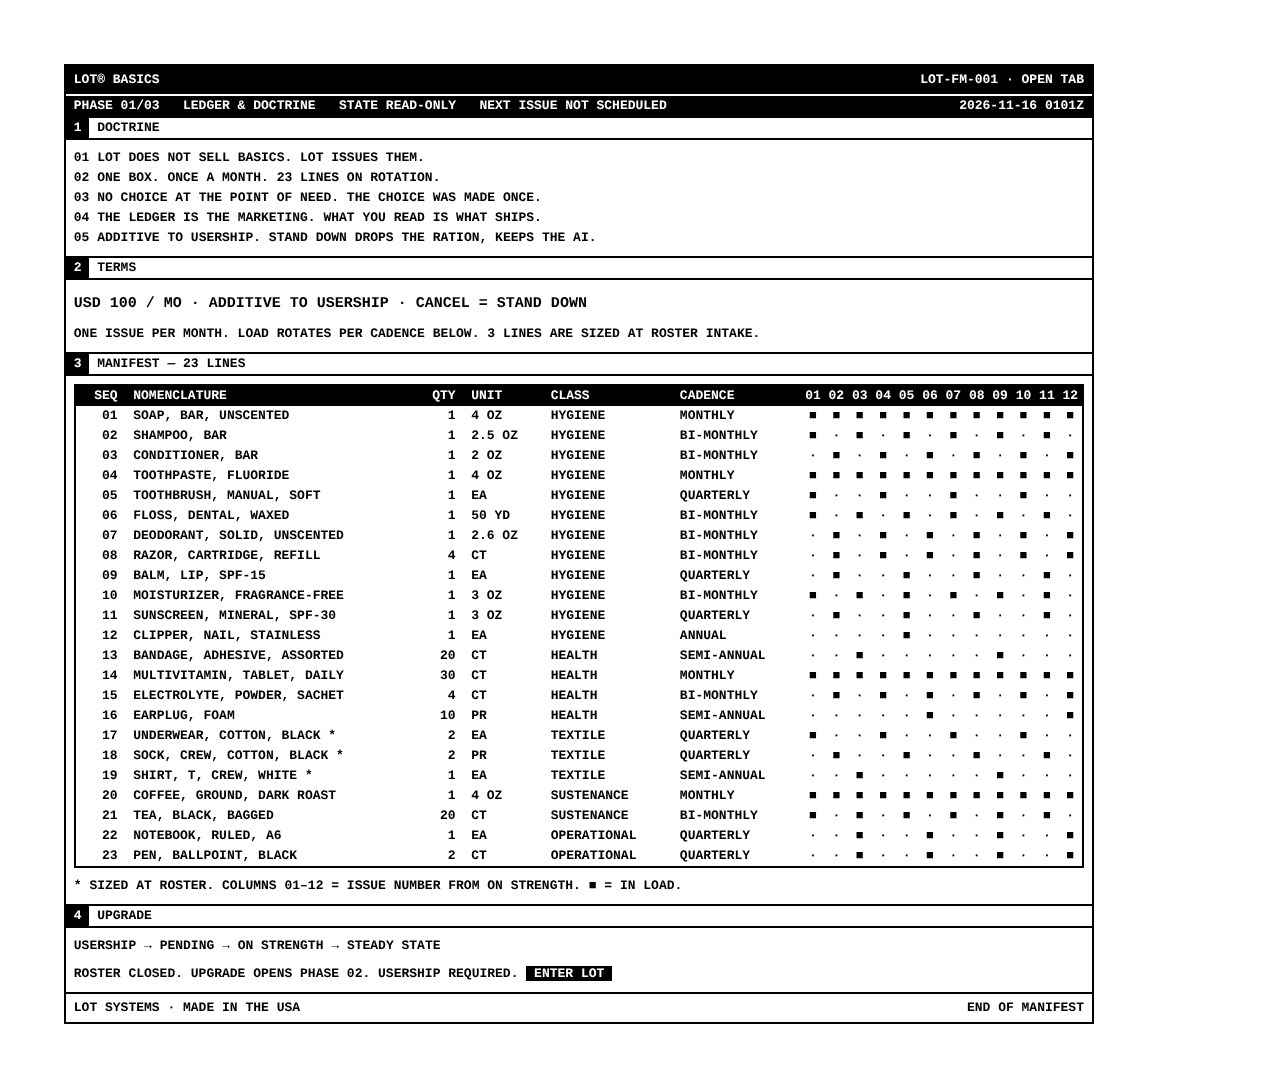 LOT® BASICS LOT-FM-001 · OPEN TAB
PHASE 01/03 LEDGER & DOCTRINE STATE READ-ONLY NEXT ISSUE NOT SCHEDULED 2026-11-16 0101Z
1 DOCTRINE
01 LOT DOES NOT SELL BASICS. LOT ISSUES THEM.
02 ONE BOX. ONCE A MONTH. 23 LINES ON ROTATION.
03 NO CHOICE AT THE POINT OF NEED. THE CHOICE WAS MADE ONCE.
04 THE LEDGER IS THE MARKETING. WHAT YOU READ IS WHAT SHIPS.
05 ADDITIVE TO USERSHIP. STAND DOWN DROPS THE RATION, KEEPS THE AI.
2 TERMS
USD 100 / MO · ADDITIVE TO USERSHIP · CANCEL = STAND DOWN
ONE ISSUE PER MONTH. LOAD ROTATES PER CADENCE BELOW. 3 LINES ARE SIZED AT ROSTER INTAKE.
3 MANIFEST — 23 LINES
SEQ NOMENCLATURE QTY UNIT CLASS CADENCE 01 02 03 04 05 06 07 08 09 10 11 12
01 SOAP, BAR, UNSCENTED 1 4 OZ HYGIENE MONTHLY ■ ■ ■ ■ ■ ■ ■ ■ ■ ■ ■ ■
02 SHAMPOO, BAR 1 2.5 OZ HYGIENE BI-MONTHLY ■ · ■ · ■ · ■ · ■ · ■ ·
03 CONDITIONER, BAR 1 2 OZ HYGIENE BI-MONTHLY · ■ · ■ · ■ · ■ · ■ · ■
04 TOOTHPASTE, FLUORIDE 1 4 OZ HYGIENE MONTHLY ■ ■ ■ ■ ■ ■ ■ ■ ■ ■ ■ ■
05 TOOTHBRUSH, MANUAL, SOFT 1 EA HYGIENE QUARTERLY ■ · · ■ · · ■ · · ■ · ·
06 FLOSS, DENTAL, WAXED 1 50 YD HYGIENE BI-MONTHLY ■ · ■ · ■ · ■ · ■ · ■ ·
07 DEODORANT, SOLID, UNSCENTED 1 2.6 OZ HYGIENE BI-MONTHLY · ■ · ■ · ■ · ■ · ■ · ■
08 RAZOR, CARTRIDGE, REFILL 4 CT HYGIENE BI-MONTHLY · ■ · ■ · ■ · ■ · ■ · ■
09 BALM, LIP, SPF-15 1 EA HYGIENE QUARTERLY · ■ · · ■ · · ■ · · ■ ·
10 MOISTURIZER, FRAGRANCE-FREE 1 3 OZ HYGIENE BI-MONTHLY ■ · ■ · ■ · ■ · ■ · ■ ·
11 SUNSCREEN, MINERAL, SPF-30 1 3 OZ HYGIENE QUARTERLY · ■ · · ■ · · ■ · · ■ ·
12 CLIPPER, NAIL, STAINLESS 1 EA HYGIENE ANNUAL · · · · ■ · · · · · · ·
13 BANDAGE, ADHESIVE, ASSORTED 20 CT HEALTH SEMI-ANNUAL · · ■ · · · · · ■ · · ·
14 MULTIVITAMIN, TABLET, DAILY 30 CT HEALTH MONTHLY ■ ■ ■ ■ ■ ■ ■ ■ ■ ■ ■ ■
15 ELECTROLYTE, POWDER, SACHET 4 CT HEALTH BI-MONTHLY · ■ · ■ · ■ · ■ · ■ · ■
16 EARPLUG, FOAM 10 PR HEALTH SEMI-ANNUAL · · · · · ■ · · · · · ■
17 UNDERWEAR, COTTON, BLACK * 2 EA TEXTILE QUARTERLY ■ · · ■ · · ■ · · ■ · ·
18 SOCK, CREW, COTTON, BLACK * 2 PR TEXTILE QUARTERLY · ■ · · ■ · · ■ · · ■ ·
19 SHIRT, T, CREW, WHITE * 1 EA TEXTILE SEMI-ANNUAL · · ■ · · · · · ■ · · ·
20 COFFEE, GROUND, DARK ROAST 1 4 OZ SUSTENANCE MONTHLY ■ ■ ■ ■ ■ ■ ■ ■ ■ ■ ■ ■
21 TEA, BLACK, BAGGED 20 CT SUSTENANCE BI-MONTHLY ■ · ■ · ■ · ■ · ■ · ■ ·
22 NOTEBOOK, RULED, A6 1 EA OPERATIONAL QUARTERLY · · ■ · · ■ · · ■ · · ■
23 PEN, BALLPOINT, BLACK 2 CT OPERATIONAL QUARTERLY · · ■ · · ■ · · ■ · · ■
* SIZED AT ROSTER. COLUMNS 01–12 = ISSUE NUMBER FROM ON STRENGTH. ■ = IN LOAD.
4 UPGRADE
USERSHIP → PENDING → ON STRENGTH → STEADY STATE
ROSTER CLOSED. UPGRADE OPENS PHASE 02. USERSHIP REQUIRED. ENTER LOT
LOT SYSTEMS · MADE IN THE USA END OF MANIFEST